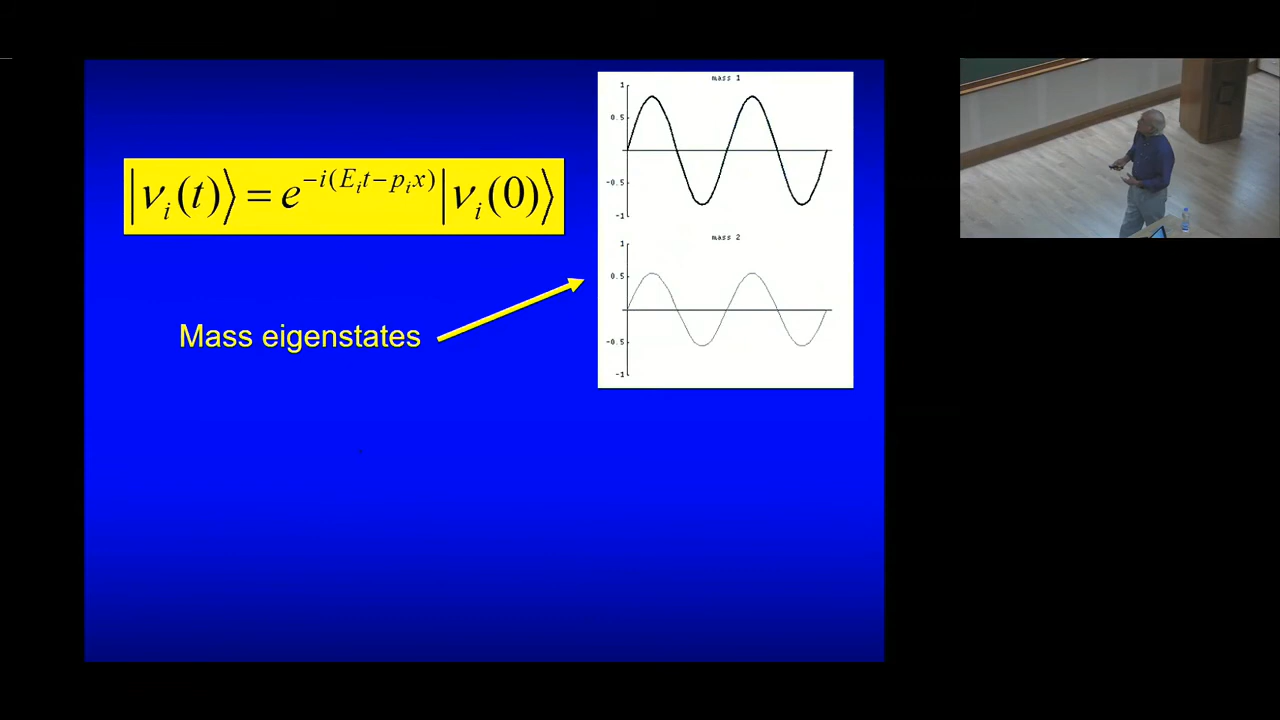 |ν_i(t)⟩ = e^{−i(E_i t − p_i x)} |ν_i(0)⟩
Mass eigenstates
mass 1
1
0.5
-0.5
-1
mass 2
1
0.5
-0.5
-1